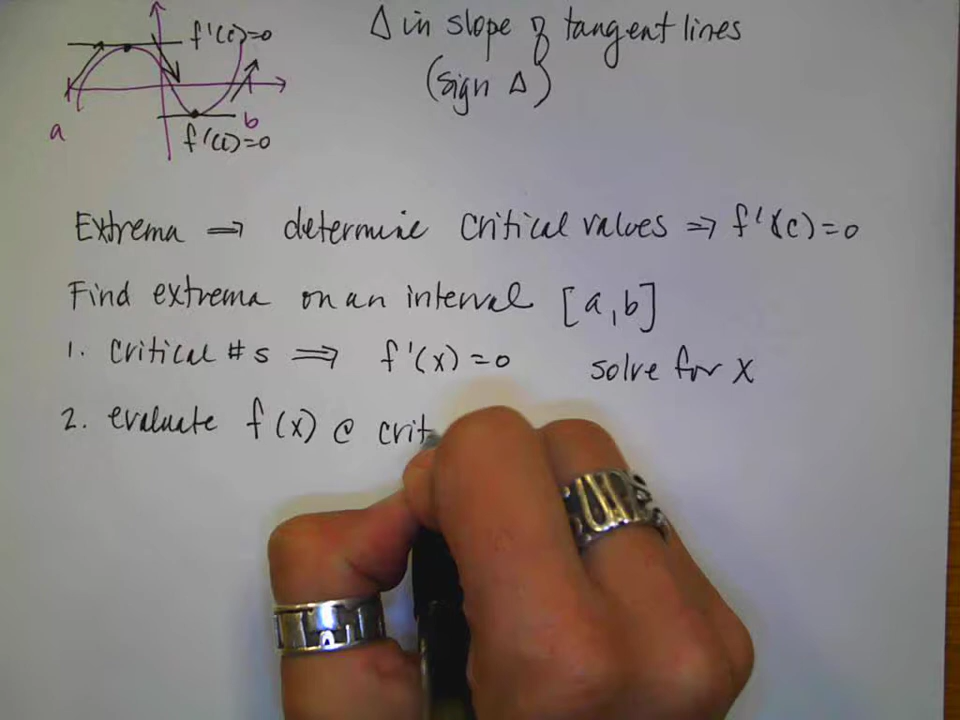 f'(c)=0
Δ in slope of tangent lines
(sign Δ)
a
b
f'(c)=0
Extrema ⇒ determine critical values ⇒ f'(c)=0
Find extrema on an interval [a,b]
1. critical #s ⇒ f'(x)=0 solve for x
2. evaluate f(x) @ crit